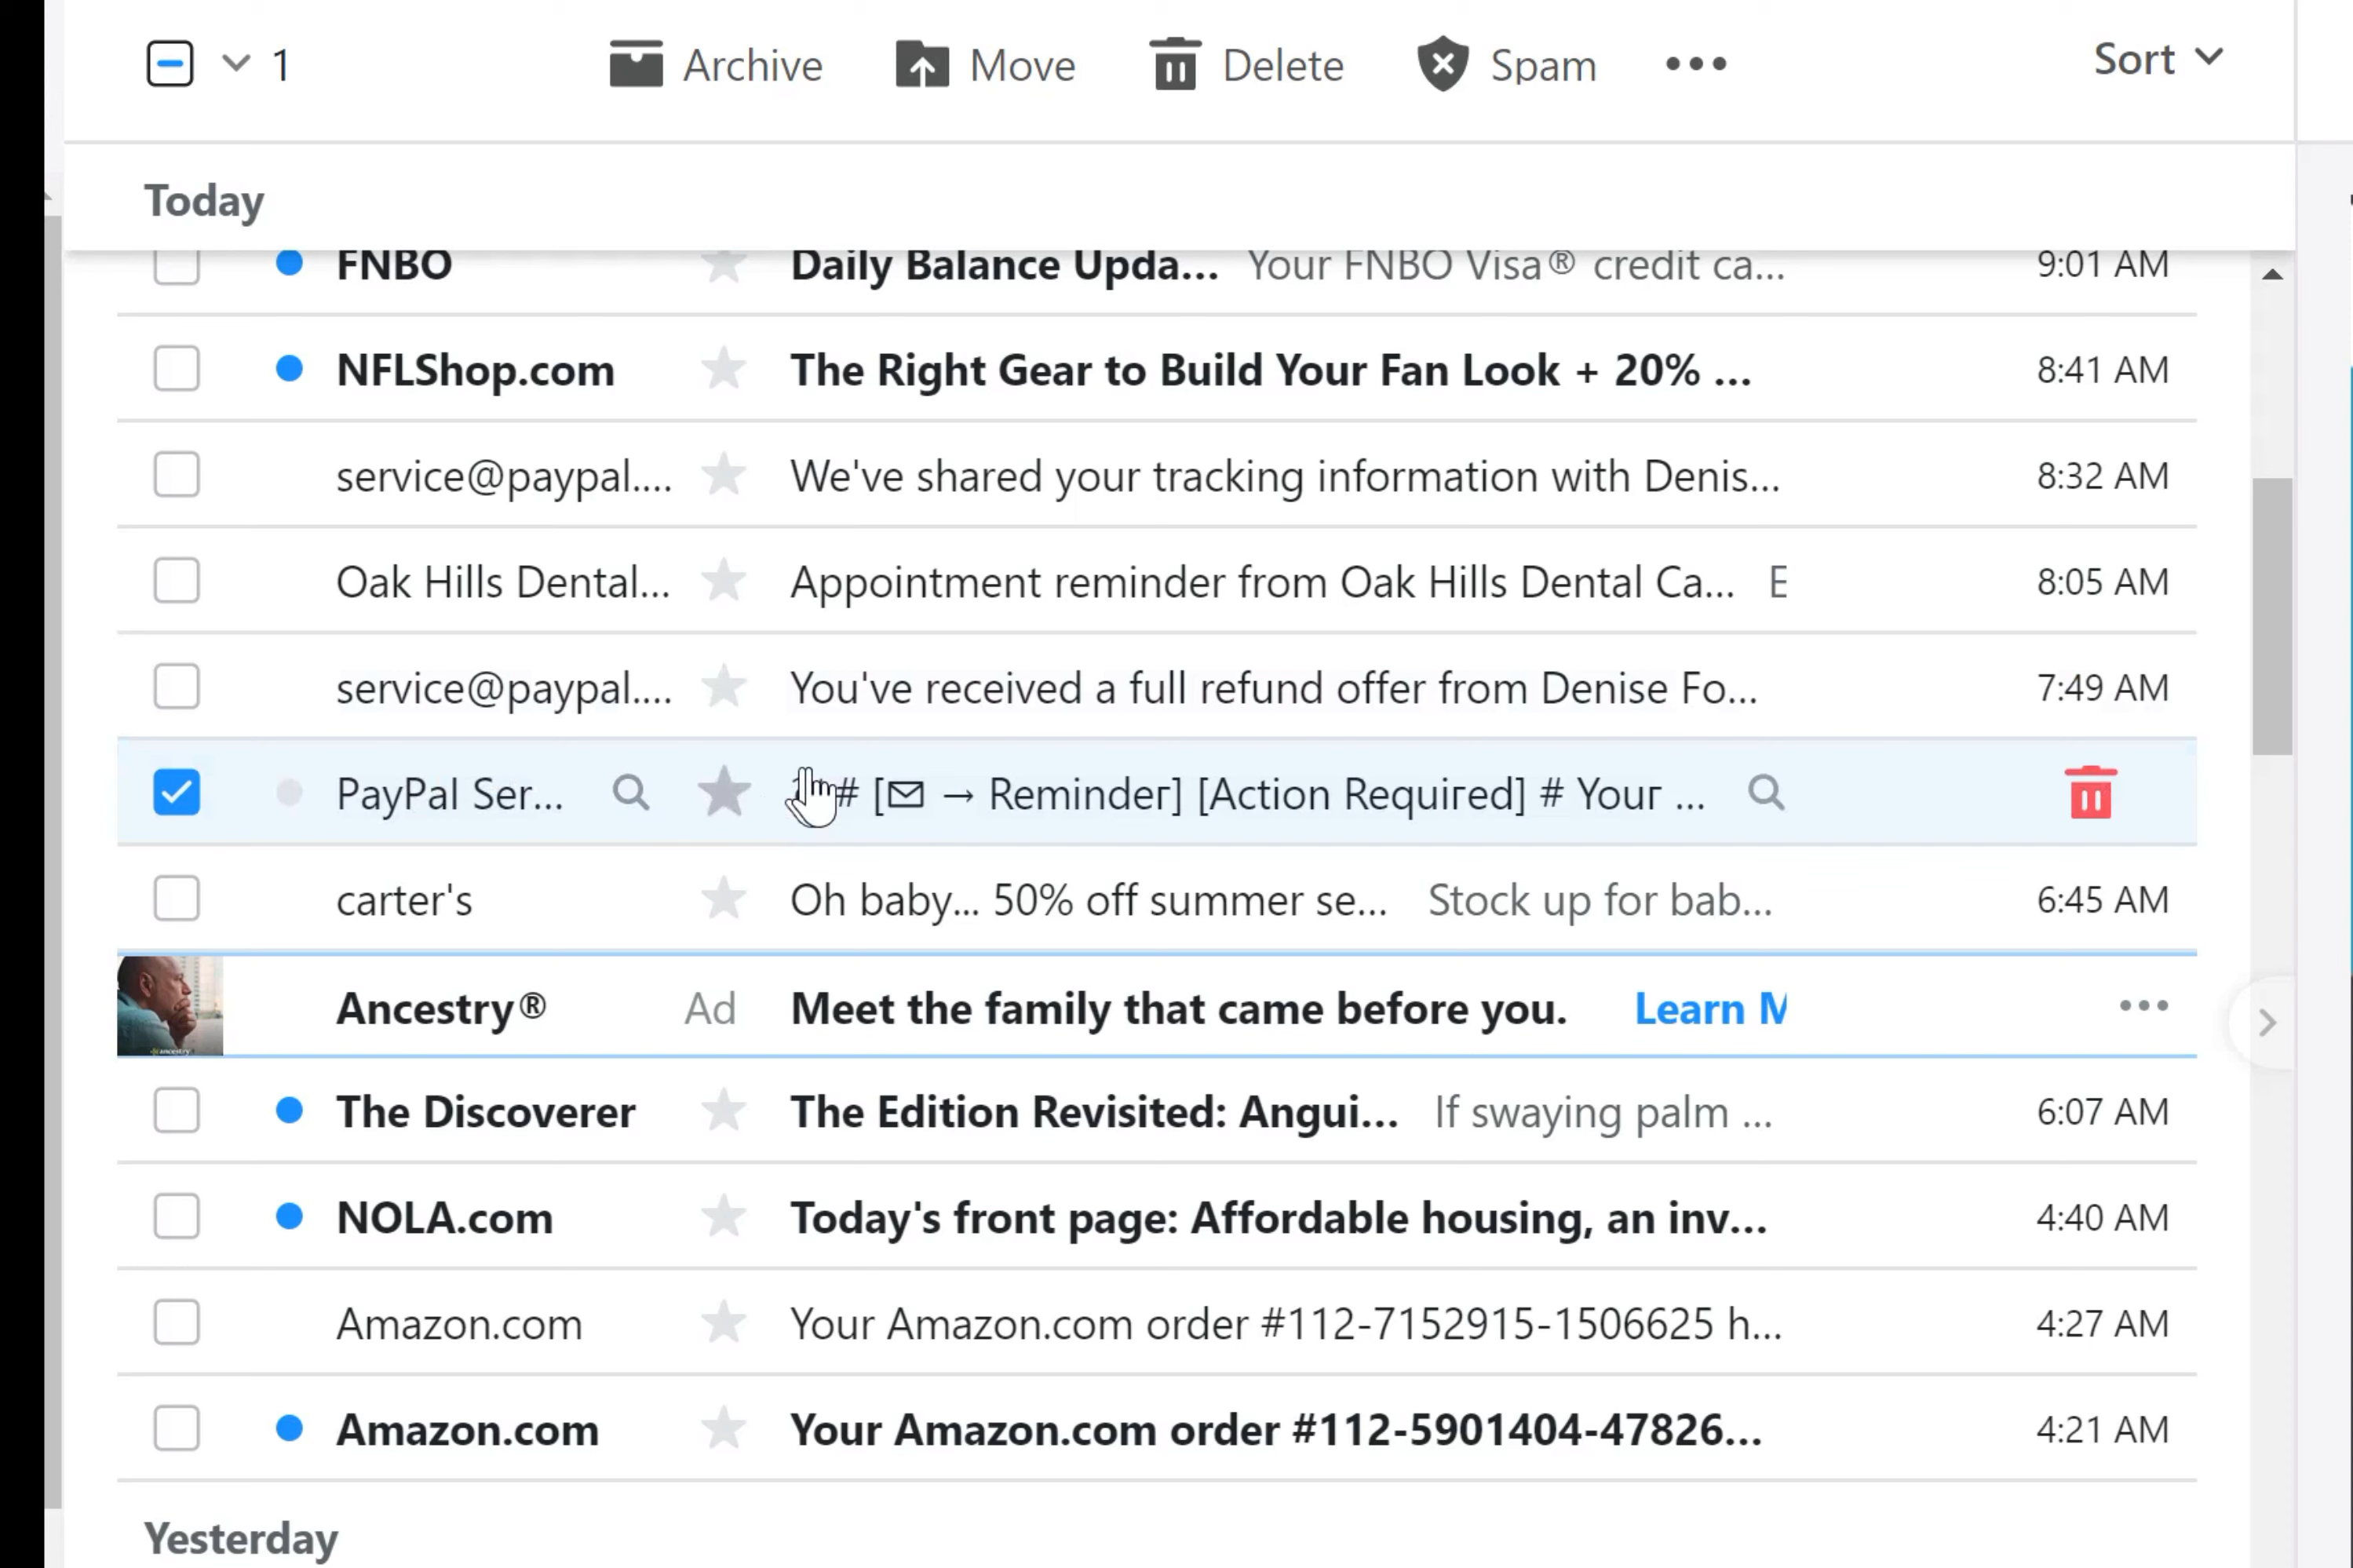 1 Archive Move Delete Spam ••• Sort
Today
FNBO Daily Balance Upda... Your FNBO Visa® credit ca... 9:01 AM
NFLShop.com The Right Gear to Build Your Fan Look + 20% ... 8:41 AM
service@paypal.... We've shared your tracking information with Denis... 8:32 AM
Oak Hills Dental... Appointment reminder from Oak Hills Dental Ca... E 8:05 AM
service@paypal.... You've received a full refund offer from Denise Fo... 7:49 AM
PayPal Ser... # [✉ → Reminder] [Action Required] # Your ...
carter's Oh baby... 50% off summer se... Stock up for bab... 6:45 AM
ancestry
Ancestry® Ad Meet the family that came before you. Learn M
The Discoverer The Edition Revisited: Angui... If swaying palm ... 6:07 AM
NOLA.com Today's front page: Affordable housing, an inv... 4:40 AM
Amazon.com Your Amazon.com order #112-7152915-1506625 h... 4:27 AM
Amazon.com Your Amazon.com order #112-5901404-47826... 4:21 AM
Yesterday